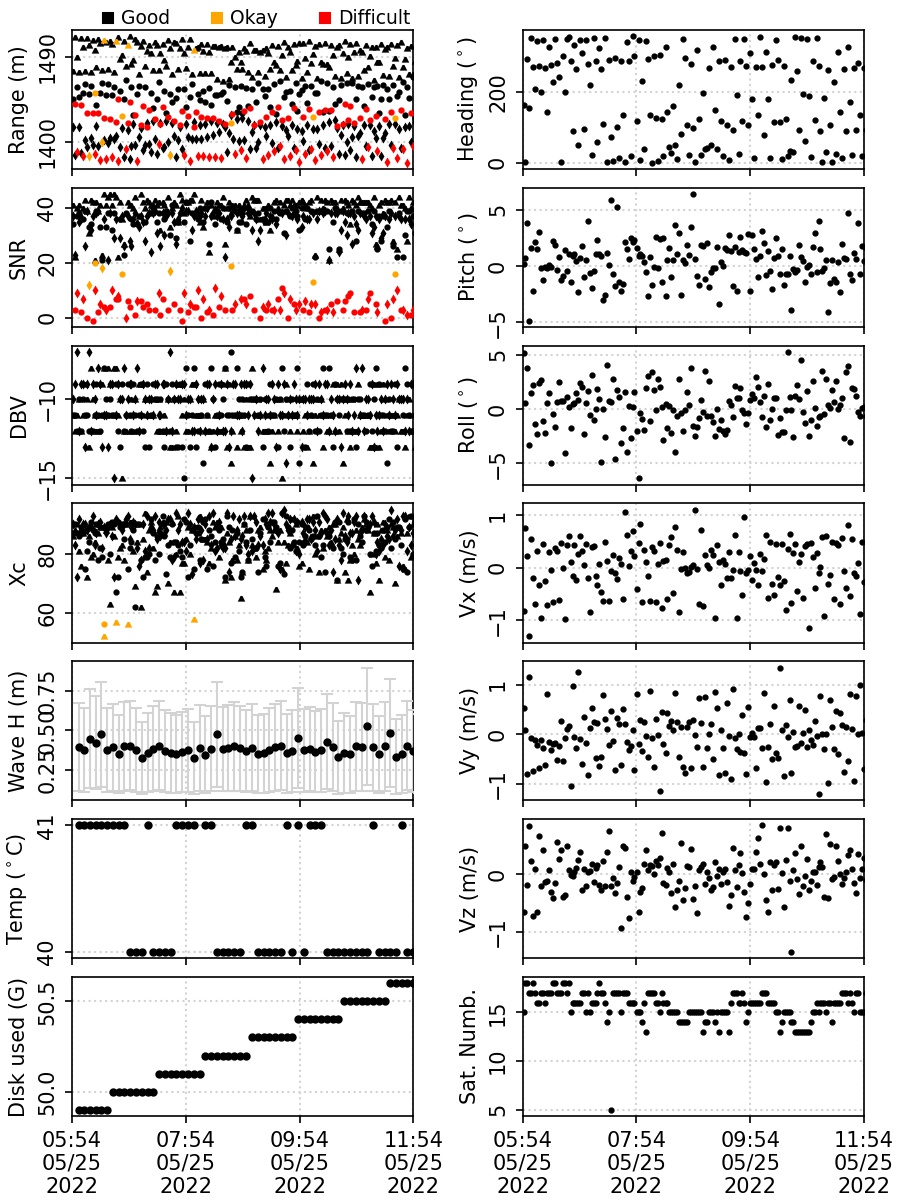 Good Okay Difficult
Range (m)
1490
1400
Heading (°)
200
0
SNR
40
20
0
Pitch (°)
5
0
−5
DBV
−10
−15
Roll (°)
5
0
−5
Xc
80
60
Vx (m/s)
1
0
−1
Wave H (m)
0.75
0.50
0.25
Vy (m/s)
1
0
−1
Temp (°C)
41
40
Vz (m/s)
0
−1
Disk used (G)
50.5
50.0
Sat. Numb.
15
10
5
05:54 07:54 09:54 11:54 05:54 07:54 09:54 11:54
05/25 05/25 05/25 05/25 05/25 05/25 05/25 05/25
2022 2022 2022 2022 2022 2022 2022 2022